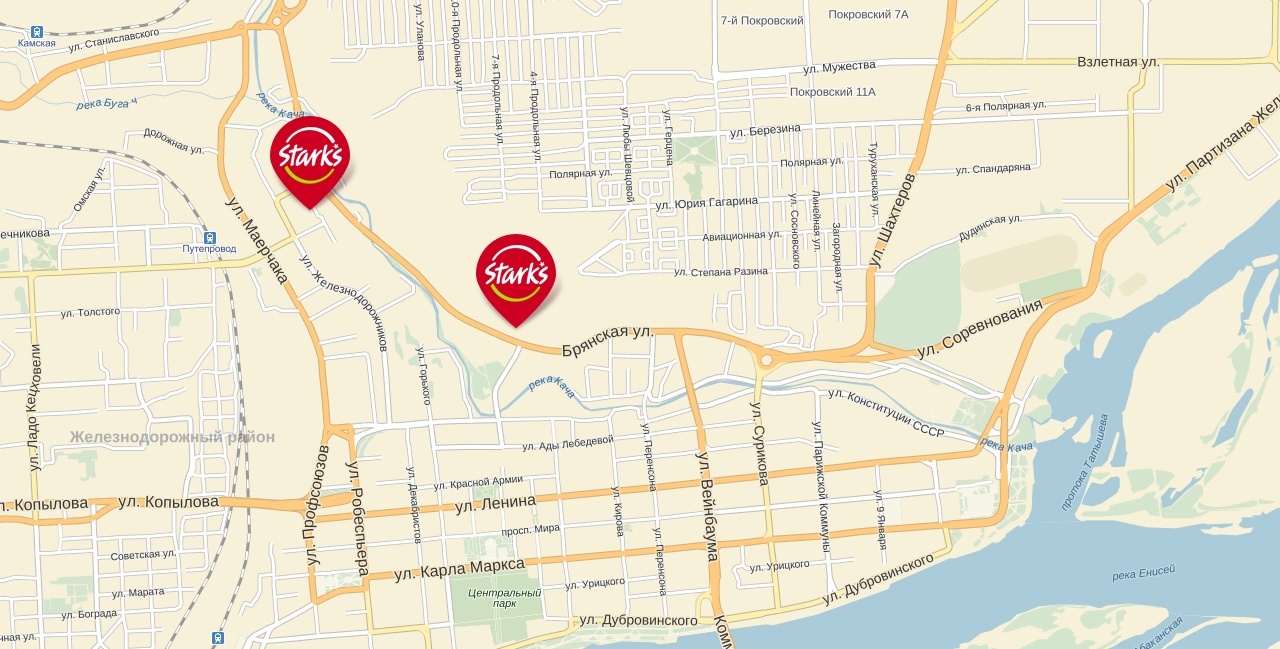 7-й Покровский
Покровский 7А
Камская
ул. Станиславского
ул. Уланова
0-я Продольная ул.
7-я Продольная ул.
4-я Продольная ул.
ул. Мужества
Взлетная ул.
Покровский 11А
река Буга ч
река Кача
6-я Полярная ул.
ул. Любы Шевцовой
ул. Герцена
ул. Березина
ул. Партизана Жел
Дорожная ул.
Stark's
Полярная ул.
Туруханская ул.
ул. Спандаряна
Омская ул.
Полярная ул.
ул. Шахтеров
ул. Маерчака
ул. Юрия Гагарина
ул. Сосновского
Линейная ул.
Загородная ул.
Дудинская ул.
ечникова
Путепровод
Авиационная ул.
Stark's
ул. Степана Разина
ул. Железнодорожников
ул. Толстого
Брянская ул.
ул. Соревнования
ул. Ладо Кецховели
ул. Горького
река Кача
ул. Конституции СССР
Железнодорожный район
ул. Ады Лебедевой
ул. Перенсона
ул. Сурикова
ул. Парижской Коммуны
река Кача
протока Татышева
ул. Профсоюзов
ул. Робеспьера
ул. Декабристов
ул. Красной Армии
ул. Вейнбаума
л. Копылова
ул. Копылова
ул. Ленина
ул. Кирова
просп. Мира
ул. 9 Января
ул. Перенсона
Советская ул.
ул. Карла Маркса
ул. Урицкого
ул. Урицкого
река Енисей
ул. Марата
Центральный
парк
ул. Дубровинского
ул. Бограда
ул. Дубровинского
Комм
чная ул.
Абаканская